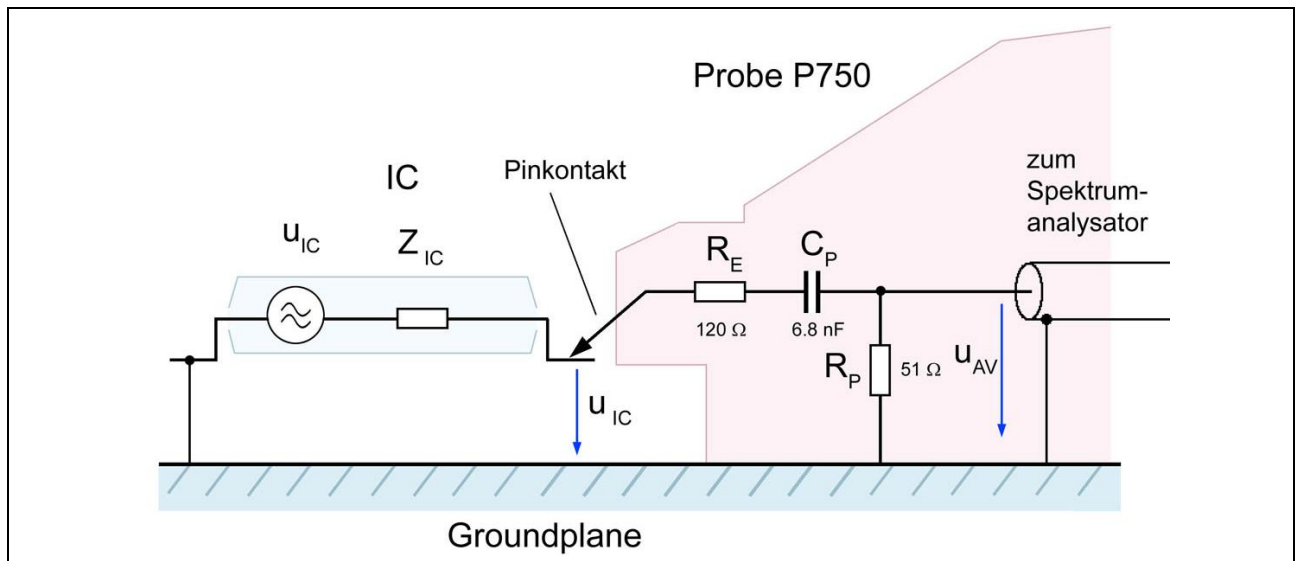 Probe P750
zum
Spektrum-
analysator
Pinkontakt
IC
u_IC
Z_IC
R_E
C_P
120 Ω
6.8 nF
R_P
51 Ω
u_AV
u_IC
Groundplane